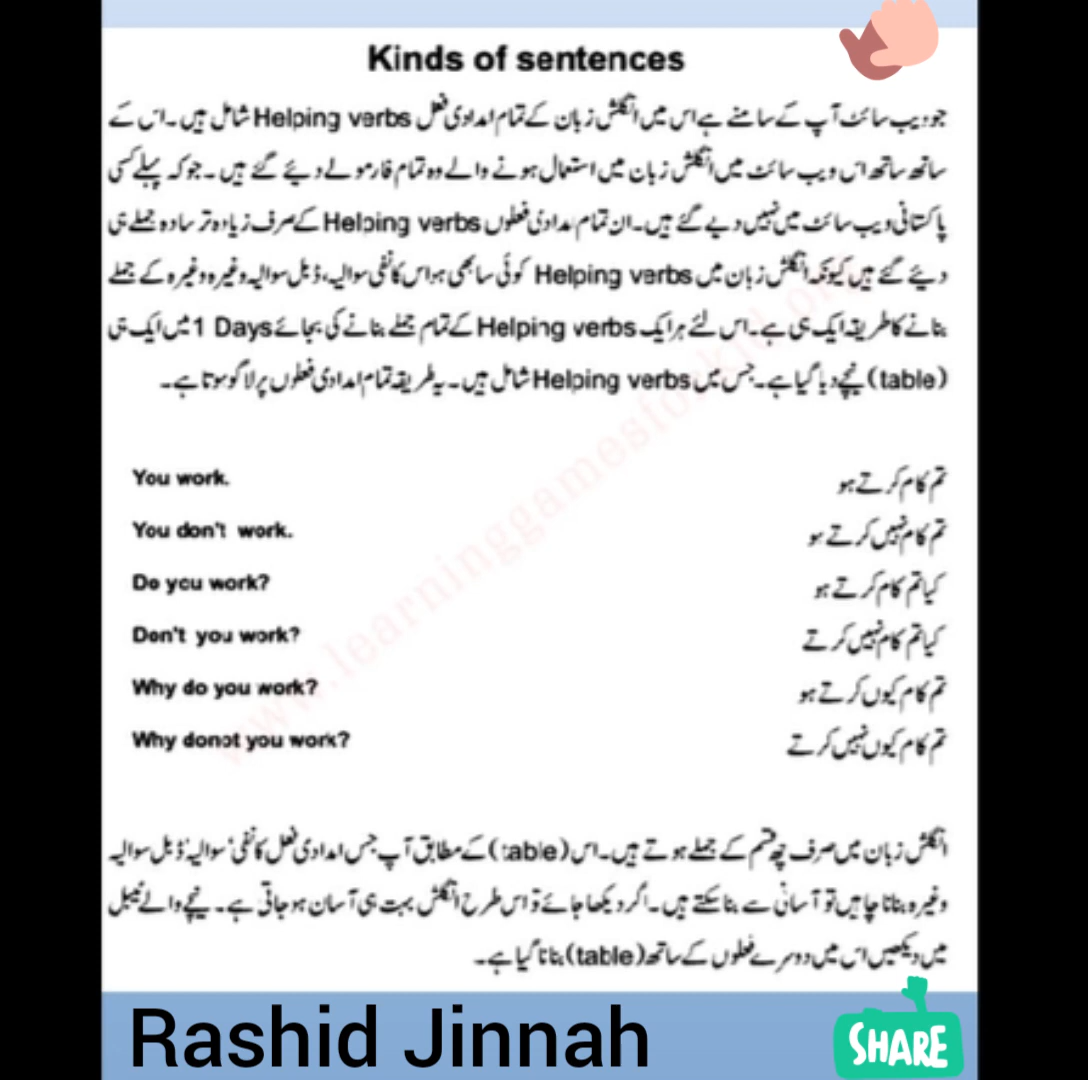 Kinds of sentences
جو ویب سائٹ آپ کے سامنے ہے اس میں انگلش زبان کے تمام امدادی فعل Helping verbs شامل ہیں۔ اس کے
ساتھ ساتھ اس ویب سائٹ میں انگلش زبان میں استعمال ہونے والے وہ تمام فارمولے دیئے گئے ہیں۔ جو کہ پہلے کسی
پاکستانی ویب سائٹ میں نہیں دیے گئے ہیں۔ ان تمام امدادی فعلوں Helping verbs کے صرف زیادہ تر سادہ جملے ہی
دیئے گئے ہیں کیونکہ انگلش زبان میں Helping verbs کوئی سا بھی ہو اس کا نفی سوالیہ، ڈبل سوالیہ وغیرہ وغیرہ کے جملے
بنانے کا طریقہ ایک ہی ہے۔ اس لئے ہر ایک Helping verbs کے تمام جملے بنانے کی بجائے 1 Days میں ایک ہی
(table) نیچے دیا گیا ہے۔ جس میں Helping verbs شامل ہیں۔ یہ طریقہ تمام امدادی فعلوں پر لاگو ہوتا ہے۔
You work. تم کام کرتے ہو
You don't work. تم کام نہیں کرتے ہو
Do you work? کیا تم کام کرتے ہو
Don't you work? کیا تم کام نہیں کرتے
Why do you work? تم کام کیوں کرتے ہو
Why donot you work? تم کام کیوں نہیں کرتے
انگلش زبان میں صرف چھ قسم کے جملے ہوتے ہیں۔ اس (table) کے مطابق آپ جس امدادی فعل کا نفی، سوالیہ، ڈبل سوالیہ
وغیرہ بنانا چاہیں تو آسانی سے بنا سکتے ہیں۔ اگر دیکھا جائے تو اس طرح انگلش بہت ہی آسان ہو جاتی ہے۔ نیچے والے ٹیبل
میں دیکھیں اس میں دوسرے فعلوں کے ساتھ (table) بنانا گیا ہے۔
Rashid Jinnah
SHARE